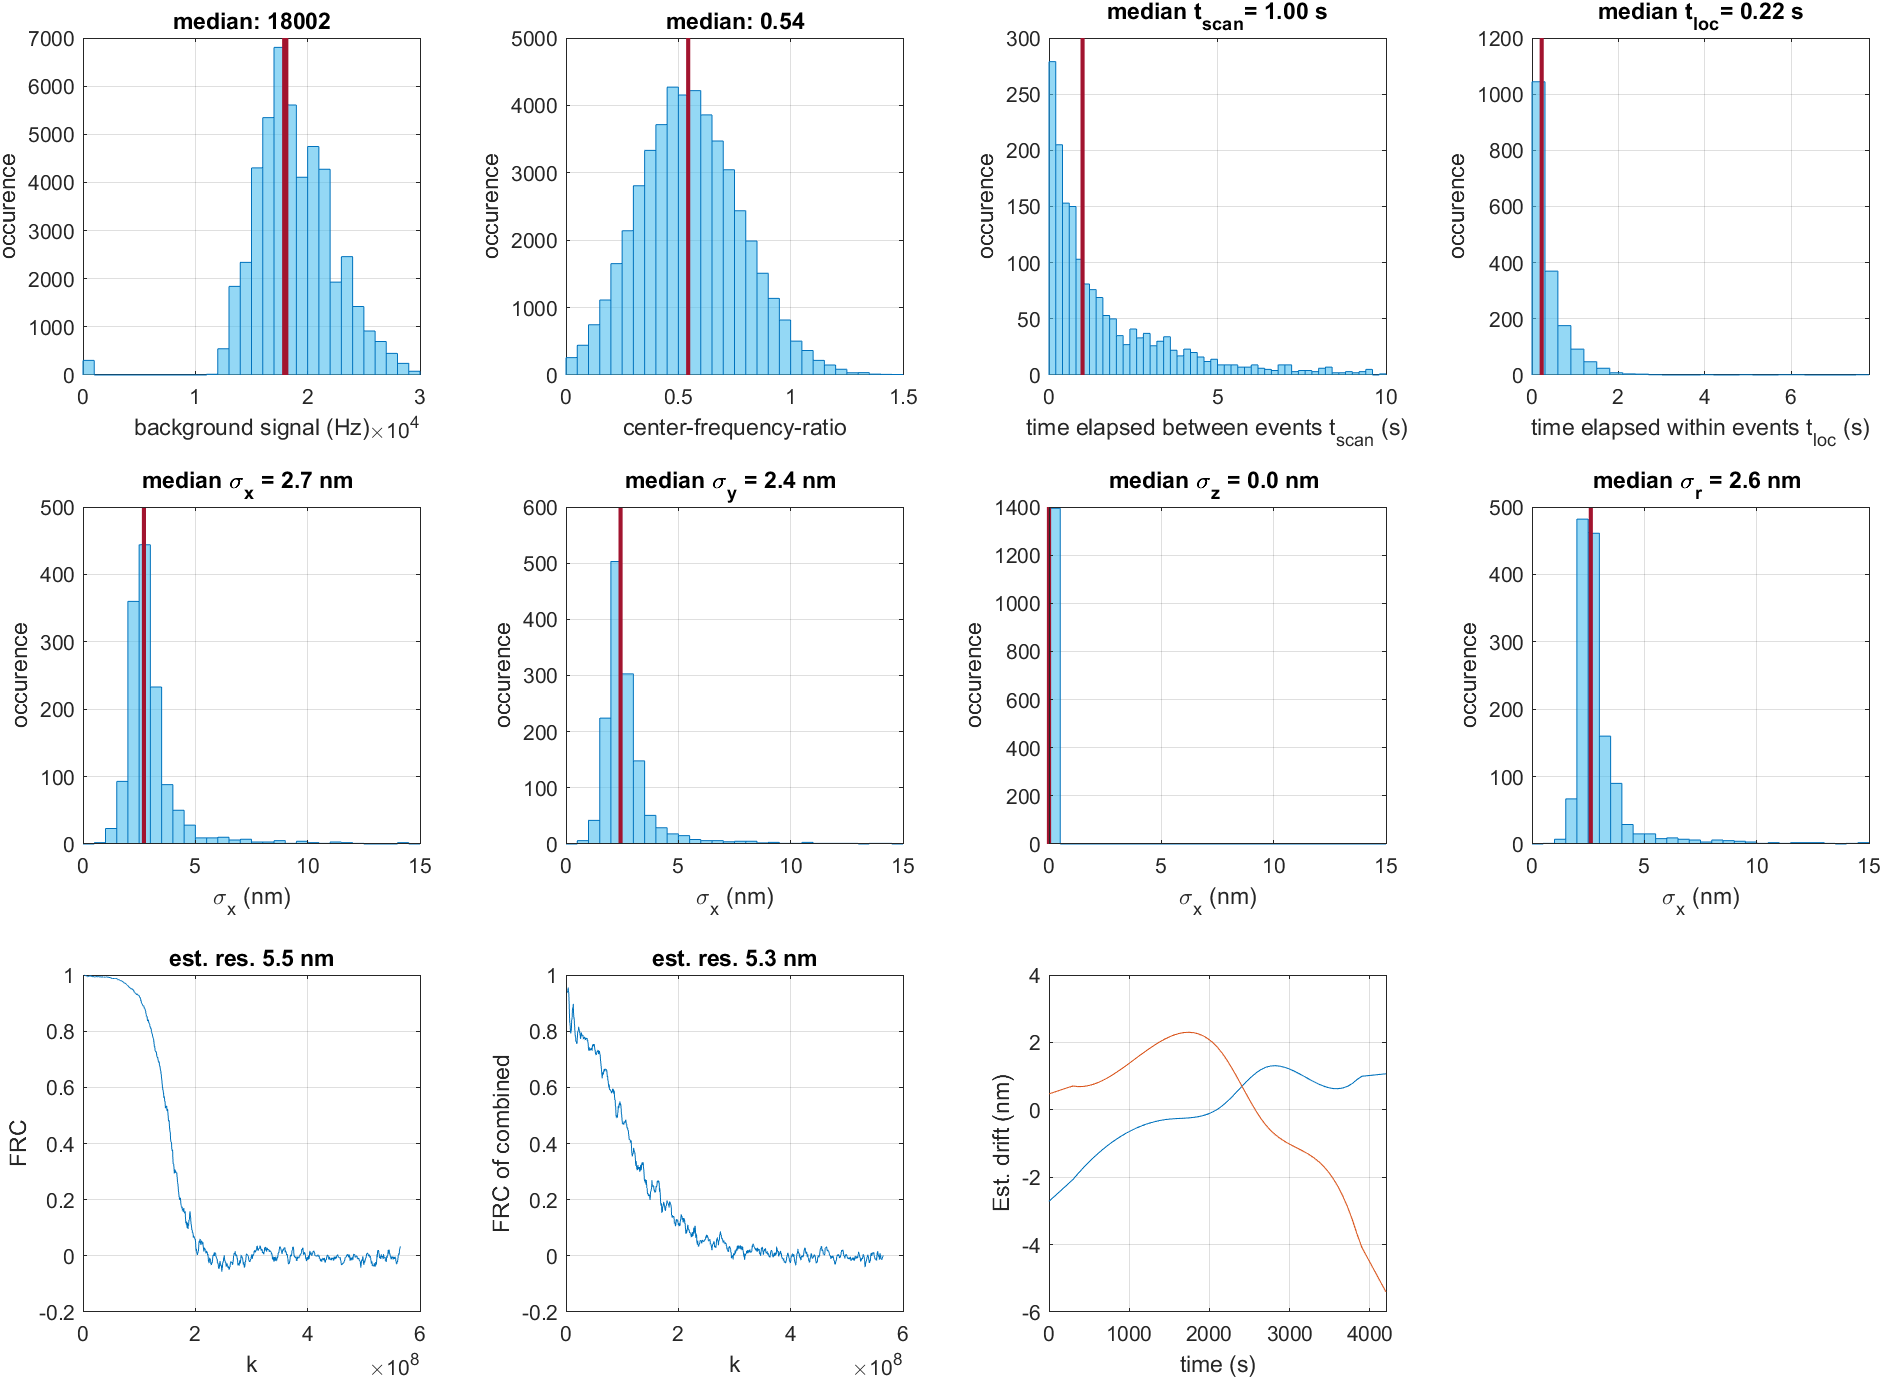 median: 18002
7000
6000
5000
4000
3000
2000
1000
0
occurence
0 1 2 3
background signal (Hz) ×10^4
median: 0.54
5000
4000
3000
2000
1000
0
occurence
0 0.5 1 1.5
center-frequency-ratio
median t_scan = 1.00 s
300
250
200
150
100
50
0
occurence
0 5 10
time elapsed between events t_scan (s)
median t_loc = 0.22 s
1200
1000
800
600
400
200
0
occurence
0 2 4 6
time elapsed within events t_loc (s)
median σ_x = 2.7 nm
500
400
300
200
100
0
occurence
0 5 10 15
σ_x (nm)
median σ_y = 2.4 nm
600
500
400
300
200
100
0
occurence
0 5 10 15
σ_x (nm)
median σ_z = 0.0 nm
1400
1200
1000
800
600
400
200
0
occurence
0 5 10 15
σ_x (nm)
median σ_r = 2.6 nm
500
400
300
200
100
0
occurence
0 5 10 15
σ_x (nm)
est. res. 5.5 nm
1
0.8
0.6
0.4
0.2
0
-0.2
FRC
0 2 4 6
k ×10^8
est. res. 5.3 nm
1
0.8
0.6
0.4
0.2
0
-0.2
FRC of combined
0 2 4 6
k ×10^8
4
2
0
-2
-4
-6
Est. drift (nm)
0 1000 2000 3000 4000
time (s)